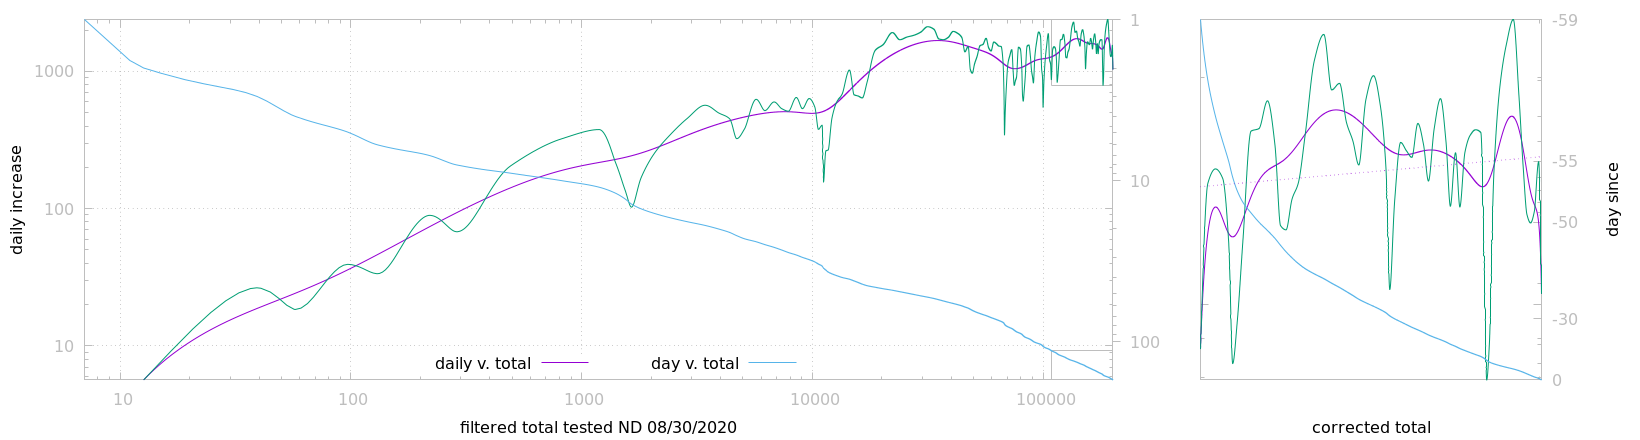 daily increase
1000
100
10
10
100
1000
10000
100000
filtered total tested ND 08/30/2020
daily v. total
day v. total
1
10
100
-59
-55
-50
-30
0
day since
corrected total